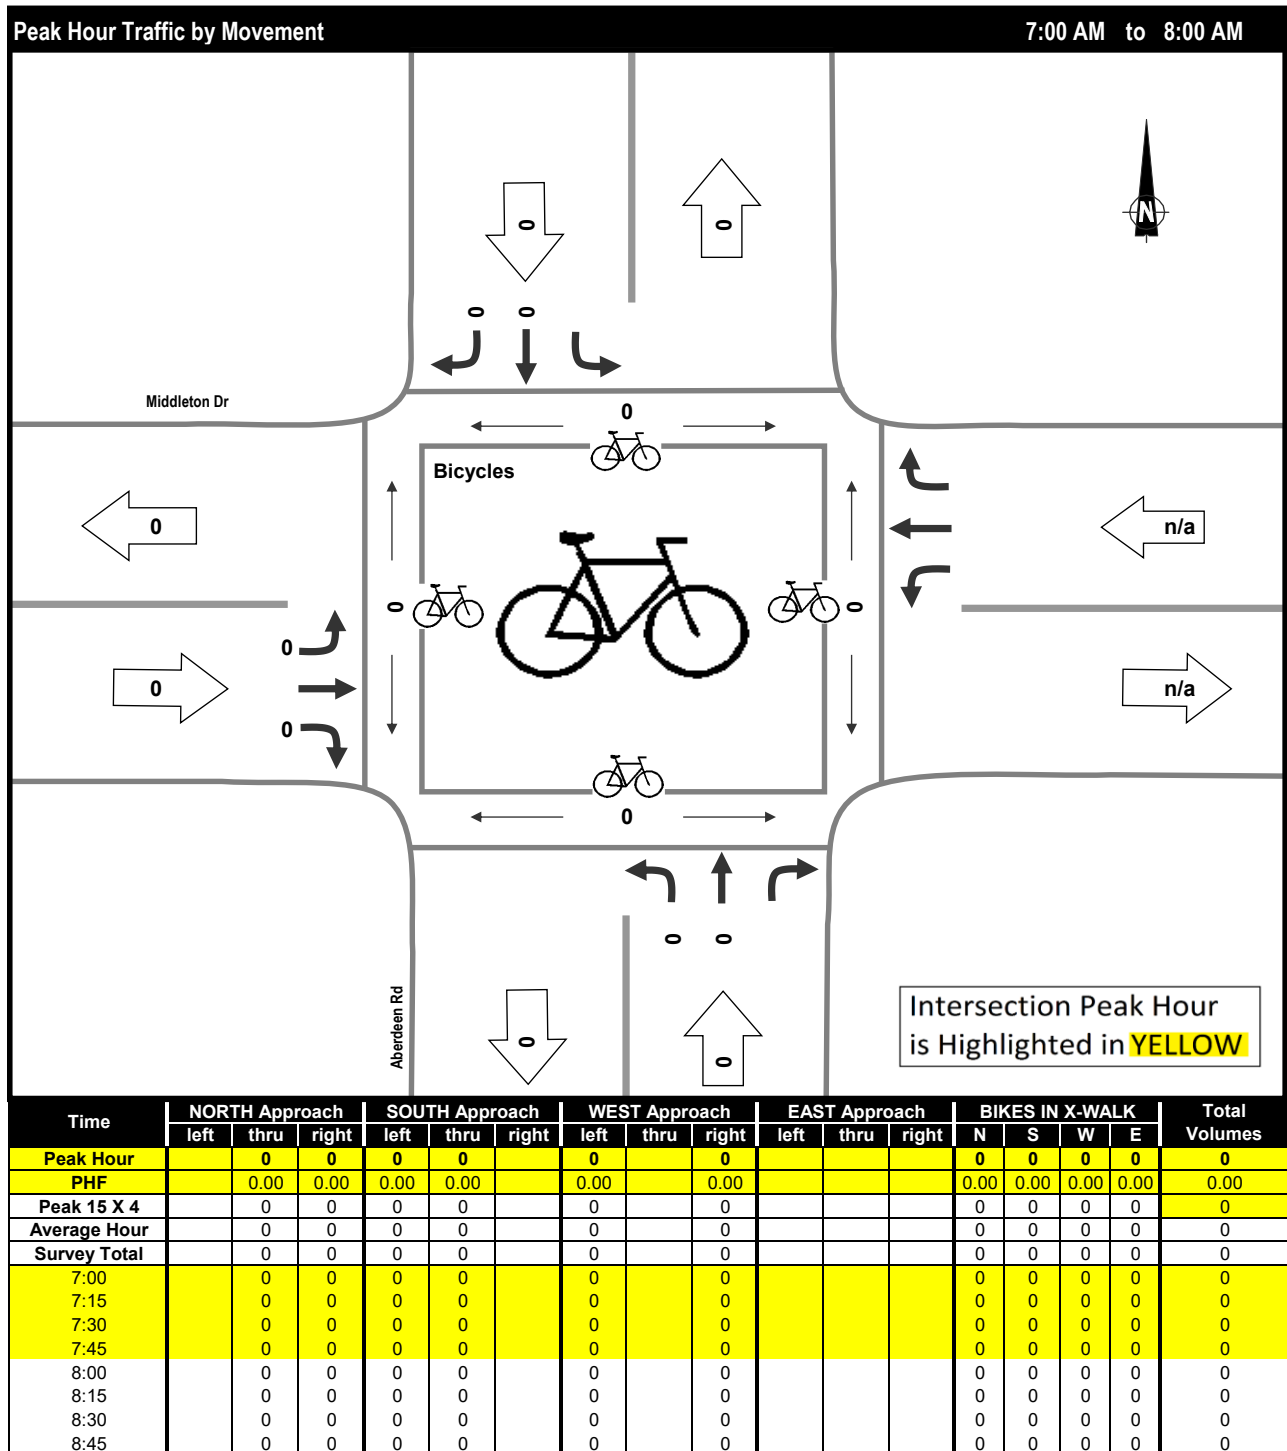 Peak Hour Traffic by Movement 7:00 AM to 8:00 AM
0 0
N
0 0
Middleton Dr
0
Bicycles
0 n/a
0 0
0
0 n/a
0
0
0 0
Aberdeen Rd
0 0
Intersection Peak Hour
is Highlighted in YELLOW
Time NORTH Approach SOUTH Approach WEST Approach EAST Approach BIKES IN X-WALK Total
left thru right left thru right left thru right left thru right N S W E Volumes
Peak Hour 0 0 0 0 0 0 0 0 0 0 0
PHF 0.00 0.00 0.00 0.00 0.00 0.00 0.00 0.00 0.00 0.00 0.00
Peak 15 X 4 0 0 0 0 0 0 0 0 0 0 0
Average Hour 0 0 0 0 0 0 0 0 0 0 0
Survey Total 0 0 0 0 0 0 0 0 0 0 0
7:00 0 0 0 0 0 0 0 0 0 0 0
7:15 0 0 0 0 0 0 0 0 0 0 0
7:30 0 0 0 0 0 0 0 0 0 0 0
7:45 0 0 0 0 0 0 0 0 0 0 0
8:00 0 0 0 0 0 0 0 0 0 0 0
8:15 0 0 0 0 0 0 0 0 0 0 0
8:30 0 0 0 0 0 0 0 0 0 0 0
8:45 0 0 0 0 0 0 0 0 0 0 0